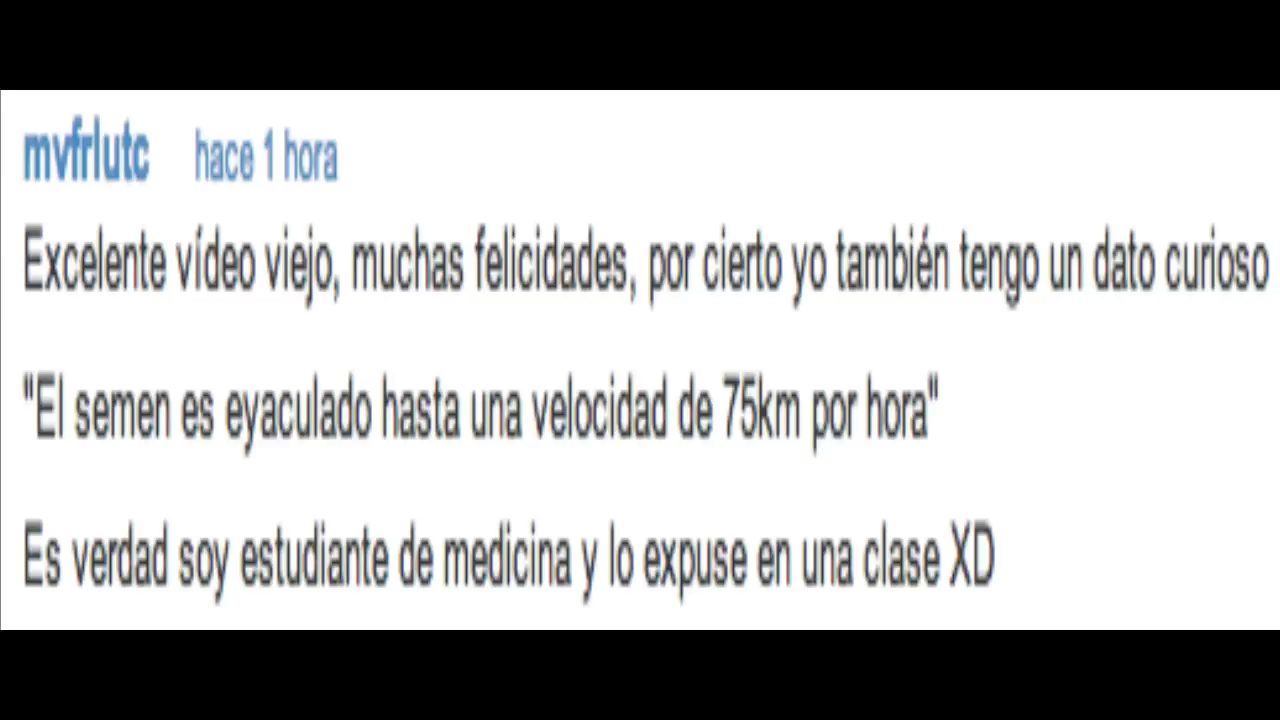 mvfrlutc hace 1 hora
Excelente vídeo viejo, muchas felicidades, por cierto yo también tengo un dato curioso
"El semen es eyaculado hasta una velocidad de 75km por hora"
Es verdad soy estudiante de medicina y lo expuse en una clase XD